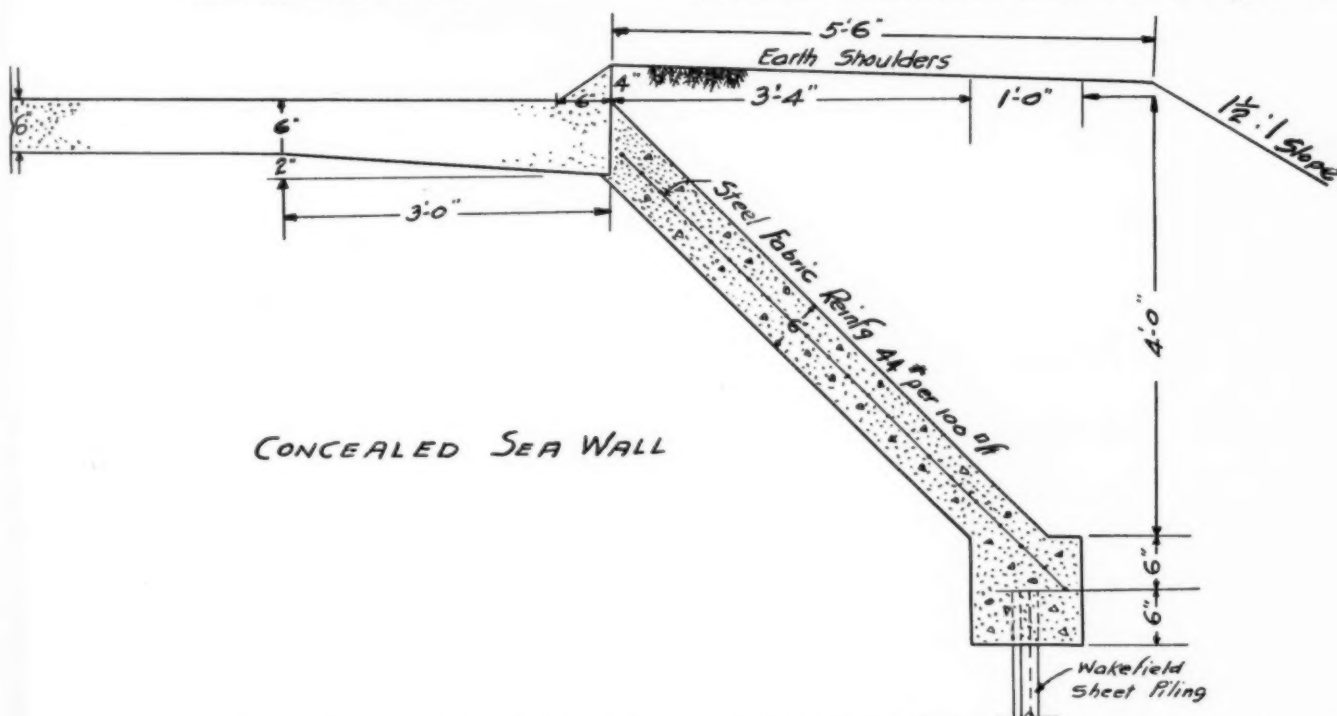 5'-6"
Earth Shoulders
4"
6"
3'-4"
1'-0"
1½:1 Slope
6"
6"
2"
3'-0"
Steel Fabric Reinf'g 44# per 100 □ft
6"
4'-0"
CONCEALED SEA WALL
6"
6"
Wakefield
Sheet Piling